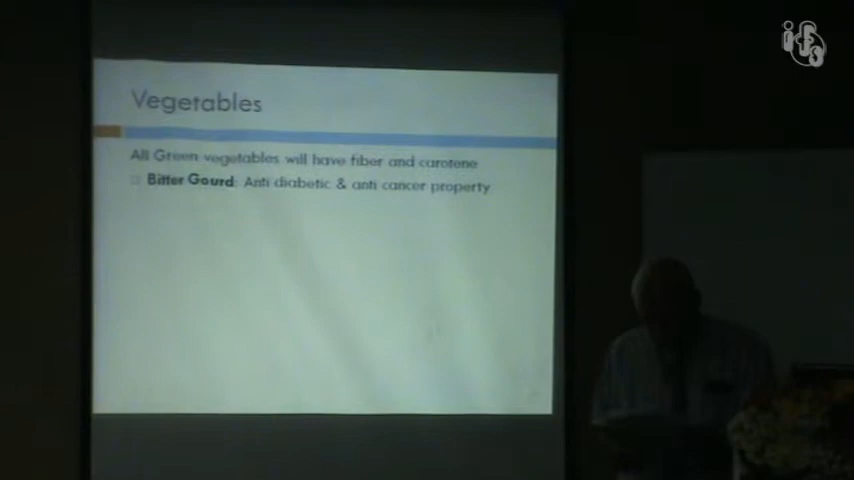 Vegetables
All Green vegetables will have fiber and carotene
Bitter Gourd: Anti diabetic & anti cancer property